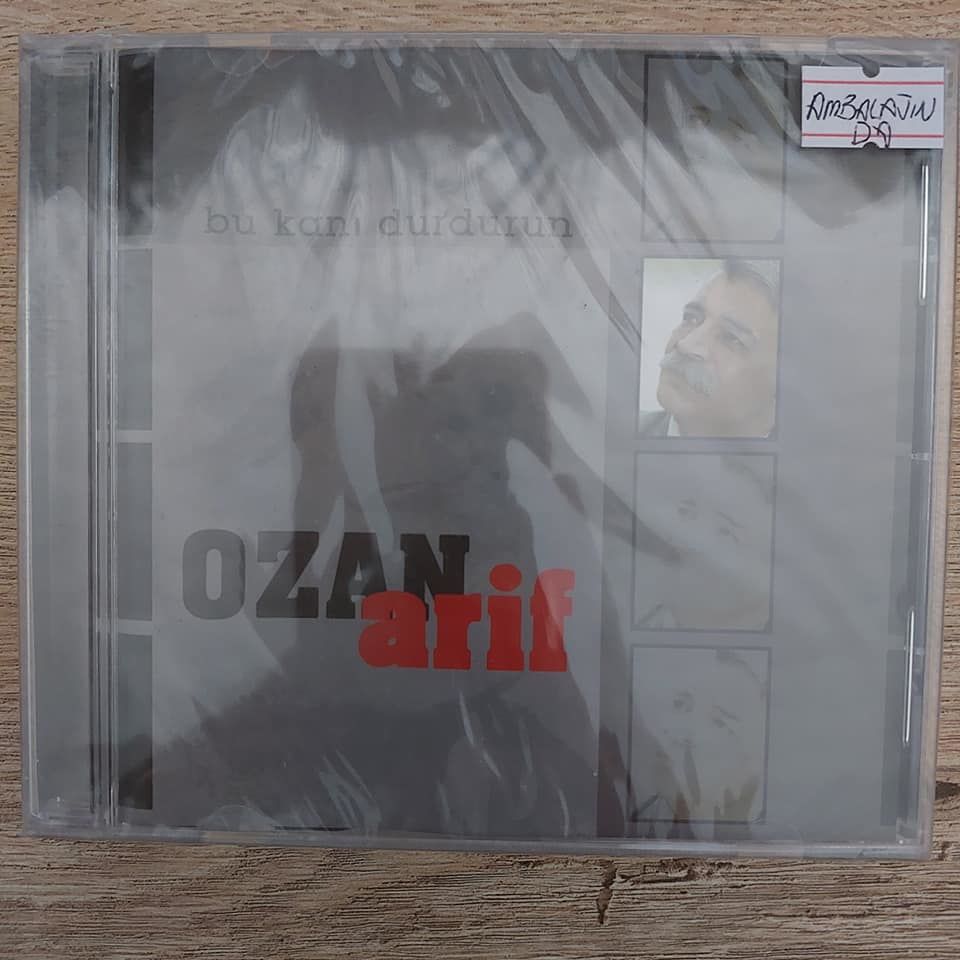 AMBALAJIN
DA
bu kanı durdurun
OZAN
arif